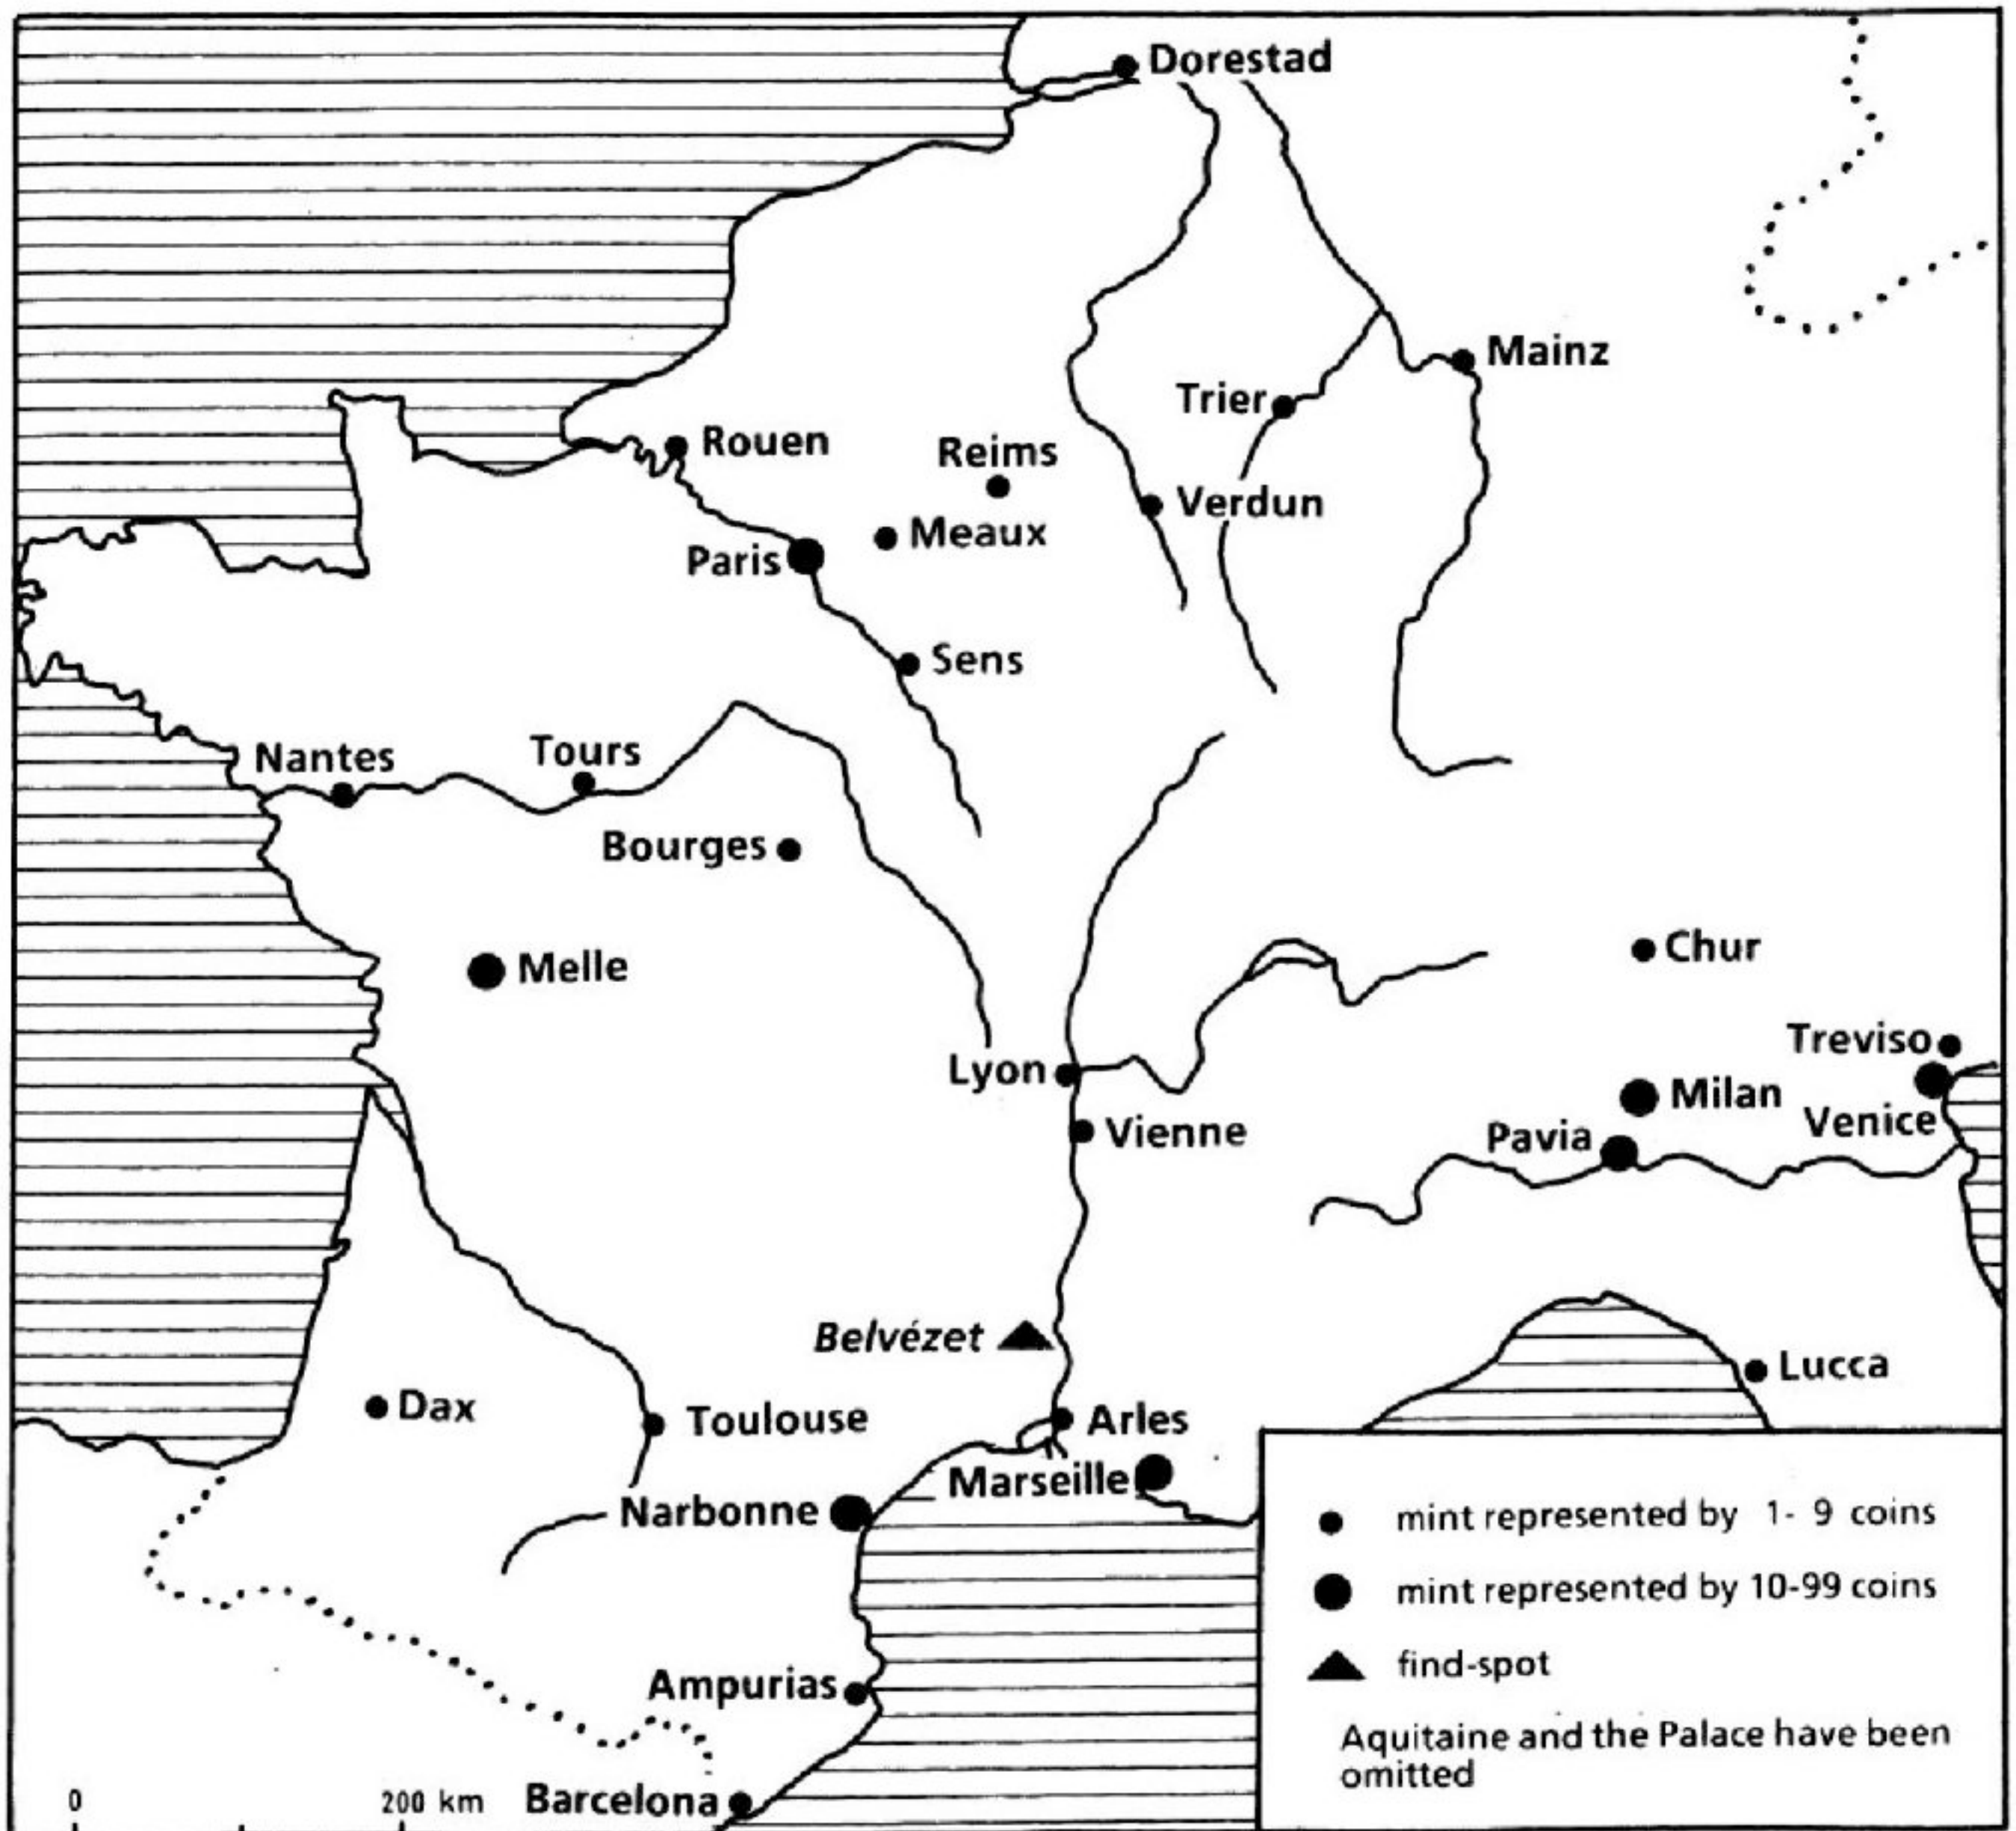 Dorestad
Mainz
Trier
Rouen
Reims
Verdun
Meaux
Paris
Sens
Nantes
Tours
Bourges
Chur
Melle
Treviso
Lyon
Milan
Venice
Vienne
Pavia
Belvézet
Lucca
Dax
Toulouse
Arles
Marseille
Narbonne
mint represented by 1- 9 coins
mint represented by 10-99 coins
find-spot
Aquitaine and the Palace have been
omitted
Ampurias
Barcelona
0 200 km